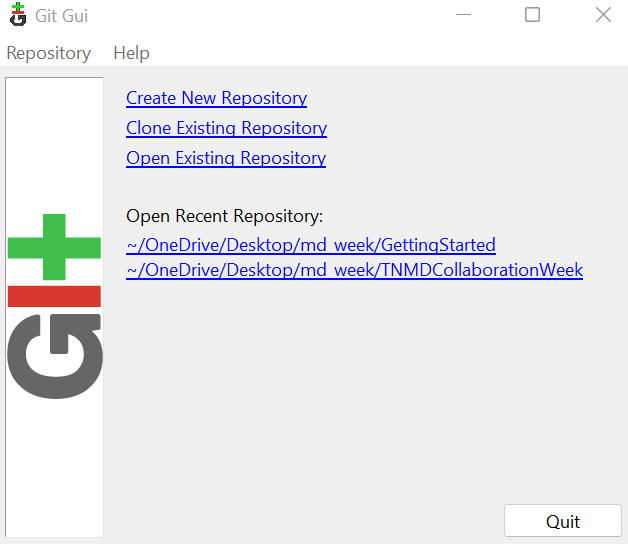 Git Gui
Repository Help
Create New Repository
Clone Existing Repository
Open Existing Repository
Open Recent Repository:
~/OneDrive/Desktop/md_week/GettingStarted
~/OneDrive/Desktop/md_week/TNMDCollaborationWeek
GIt
Quit